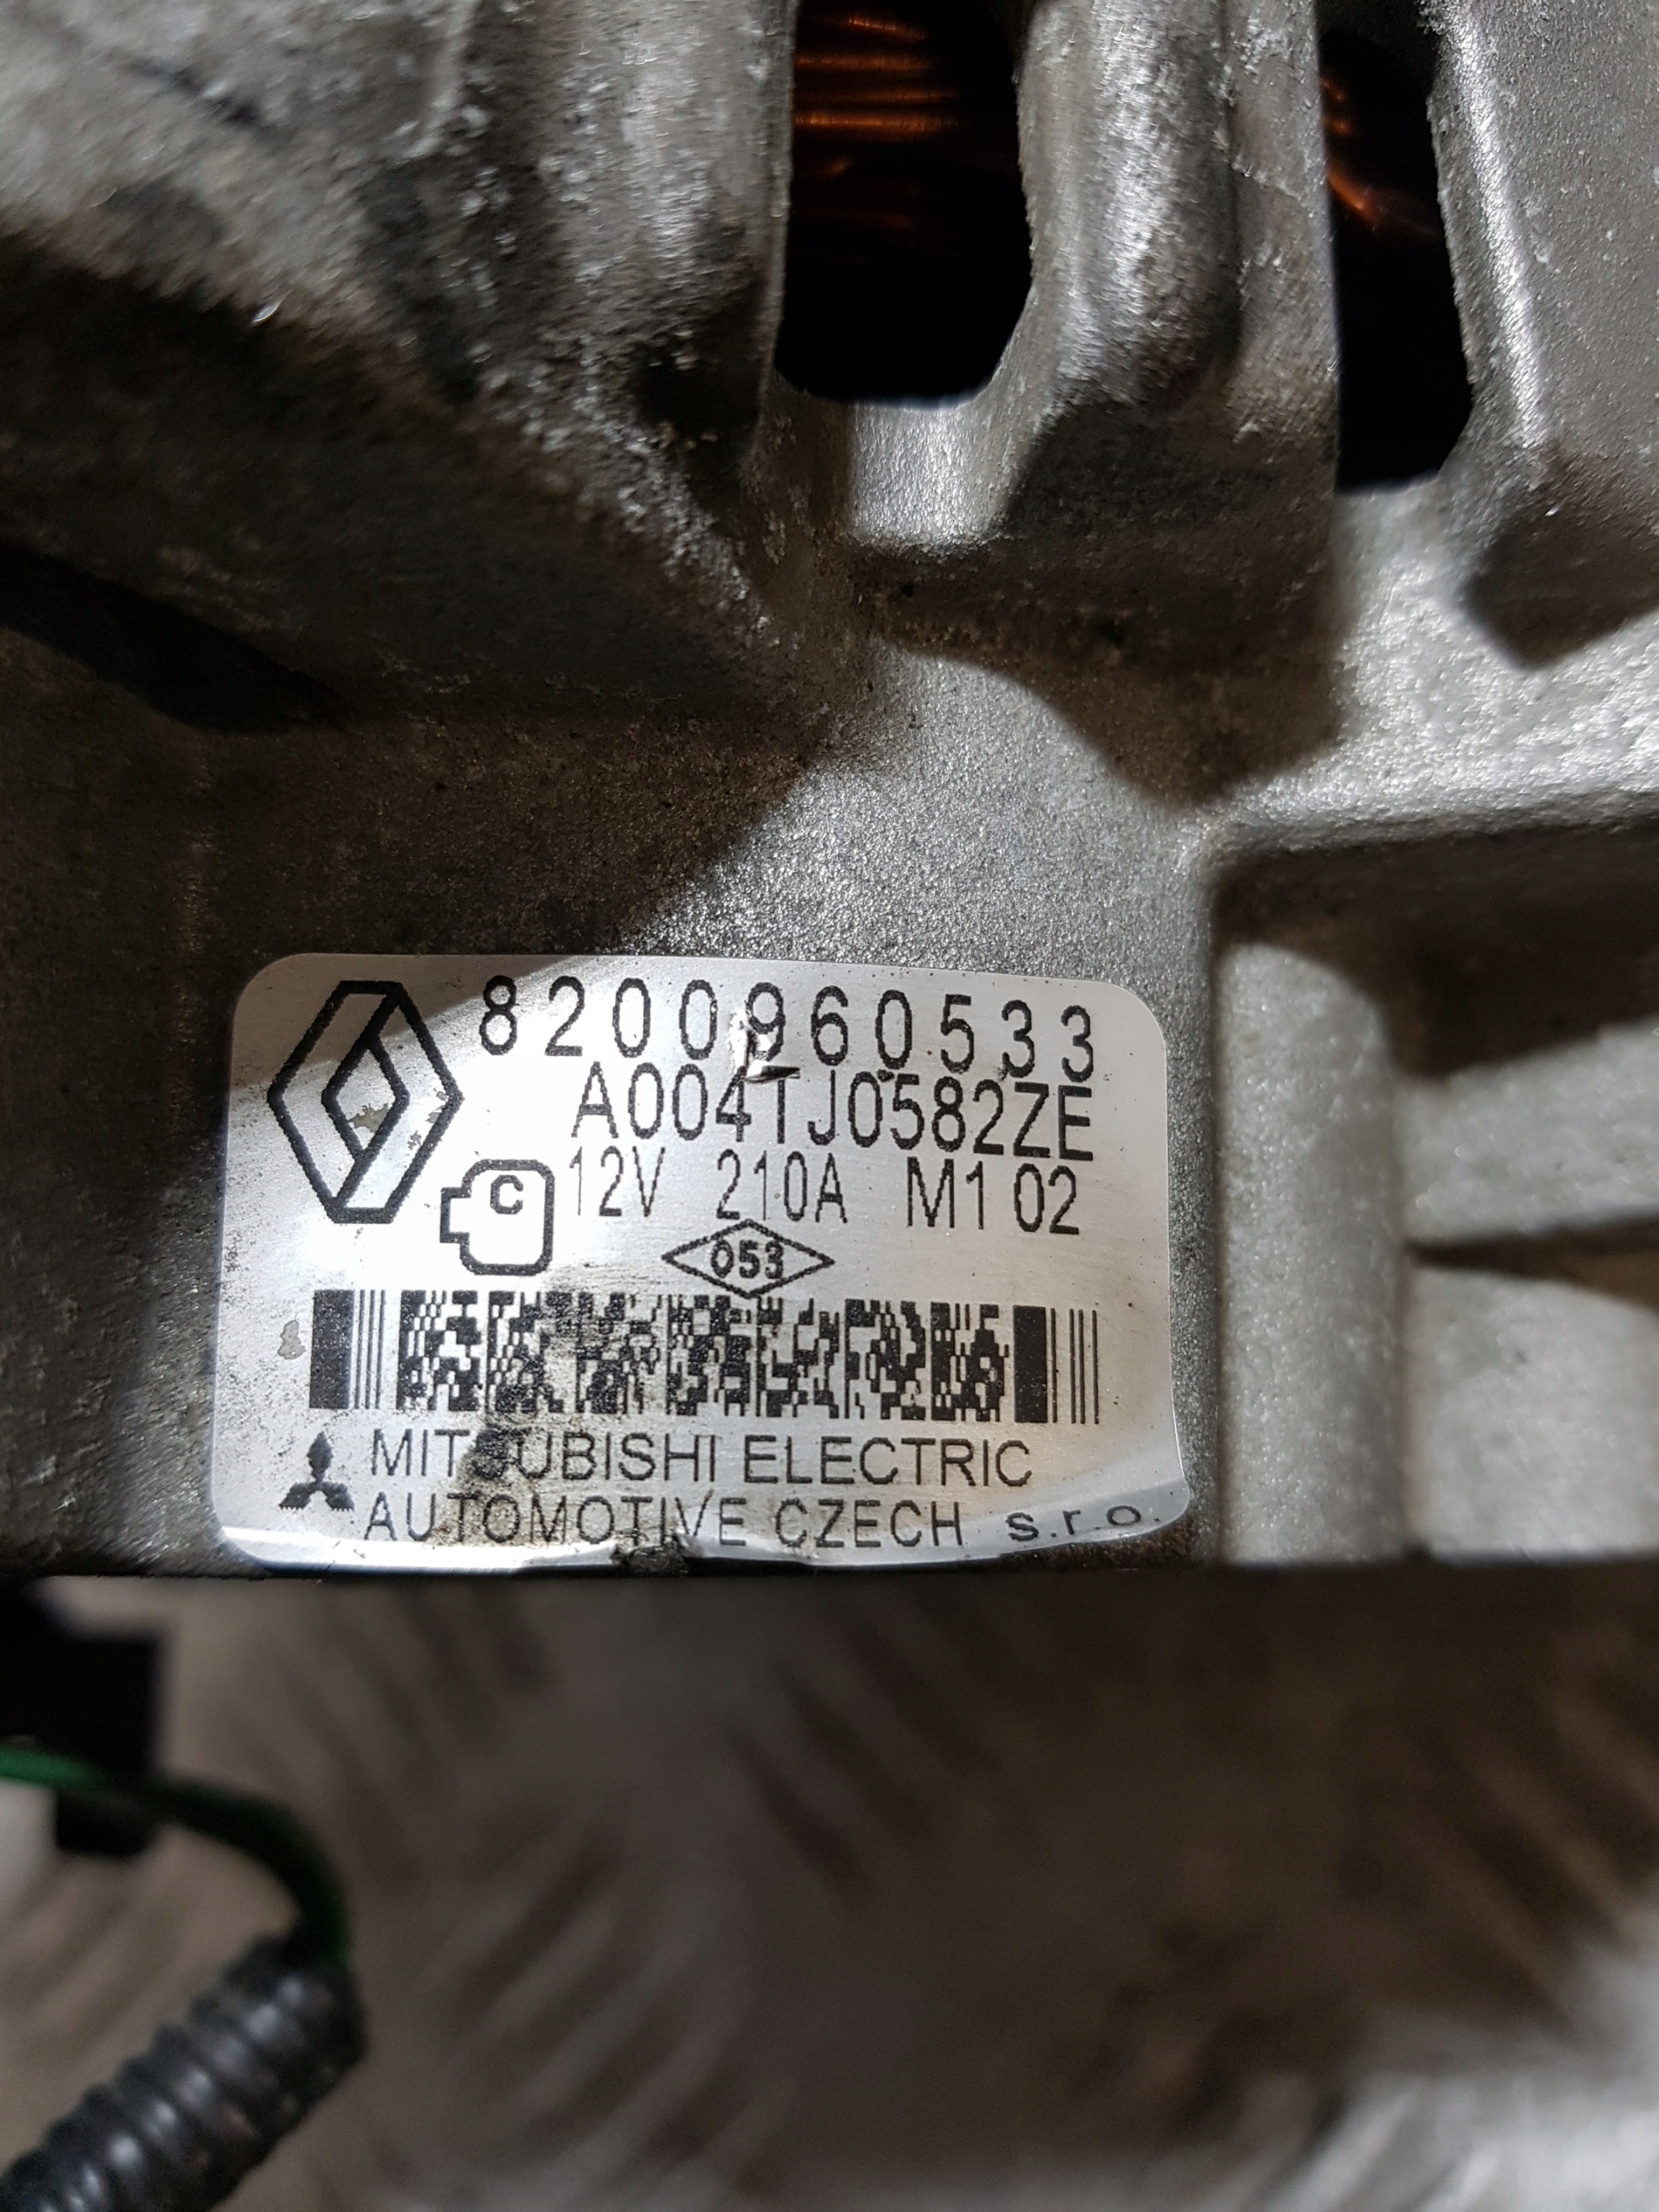 8200960533
A004TJ0582ZE
C 12V 210A M1 02
053
MITSUBISHI ELECTRIC
AUTOMOTIVE CZECH s.r.o.